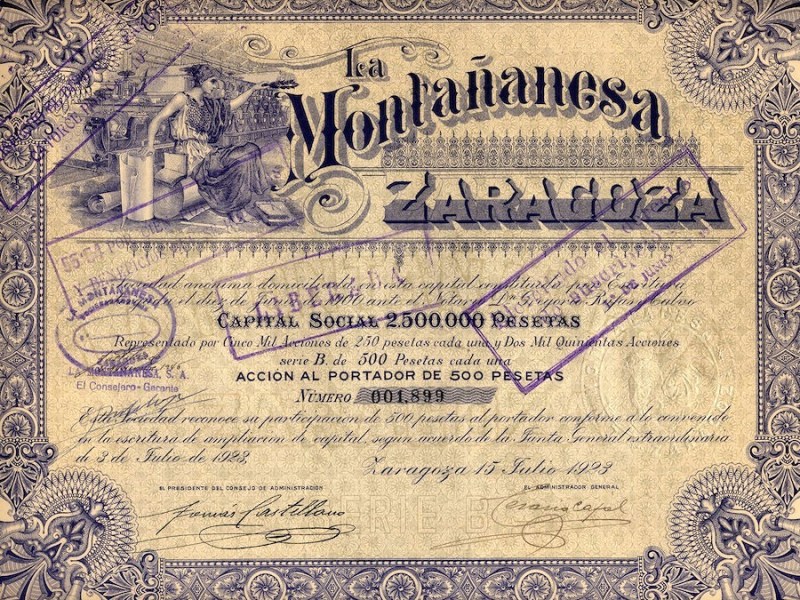 La
Montañanesa
ZARAGOZA
Sociedad anónima domiciliada en esta capital constituida por Escritura
diez de Junio de 1900 ante el Notario Dn Gregorio Rufas
CAPITAL SOCIAL 2.500.000 PESETAS
Representado por Cinco Mil Acciones de 250 pesetas cada una y Dos Mil Quinientas Acciones
serie B. de 500 Pesetas cada una
ACCIÓN AL PORTADOR DE 500 PESETAS
NÚMERO 001,899
Esta Sociedad reconoce su participación de 500 pesetas al portador conforme a lo convenido
en la escritura de ampliación de capital, según acuerdo de la Junta General extraordinaria
de 3 de Julio de 1923,
Zaragoza 15 Julio 1923
EL PRESIDENTE DEL CONSEJO DE ADMINISTRACIÓN
EL ADMINISTRADOR GENERAL
Tomas Castellano
SERIE B
LA MONTAÑANESA, S. A.
El Consejero-Gerente